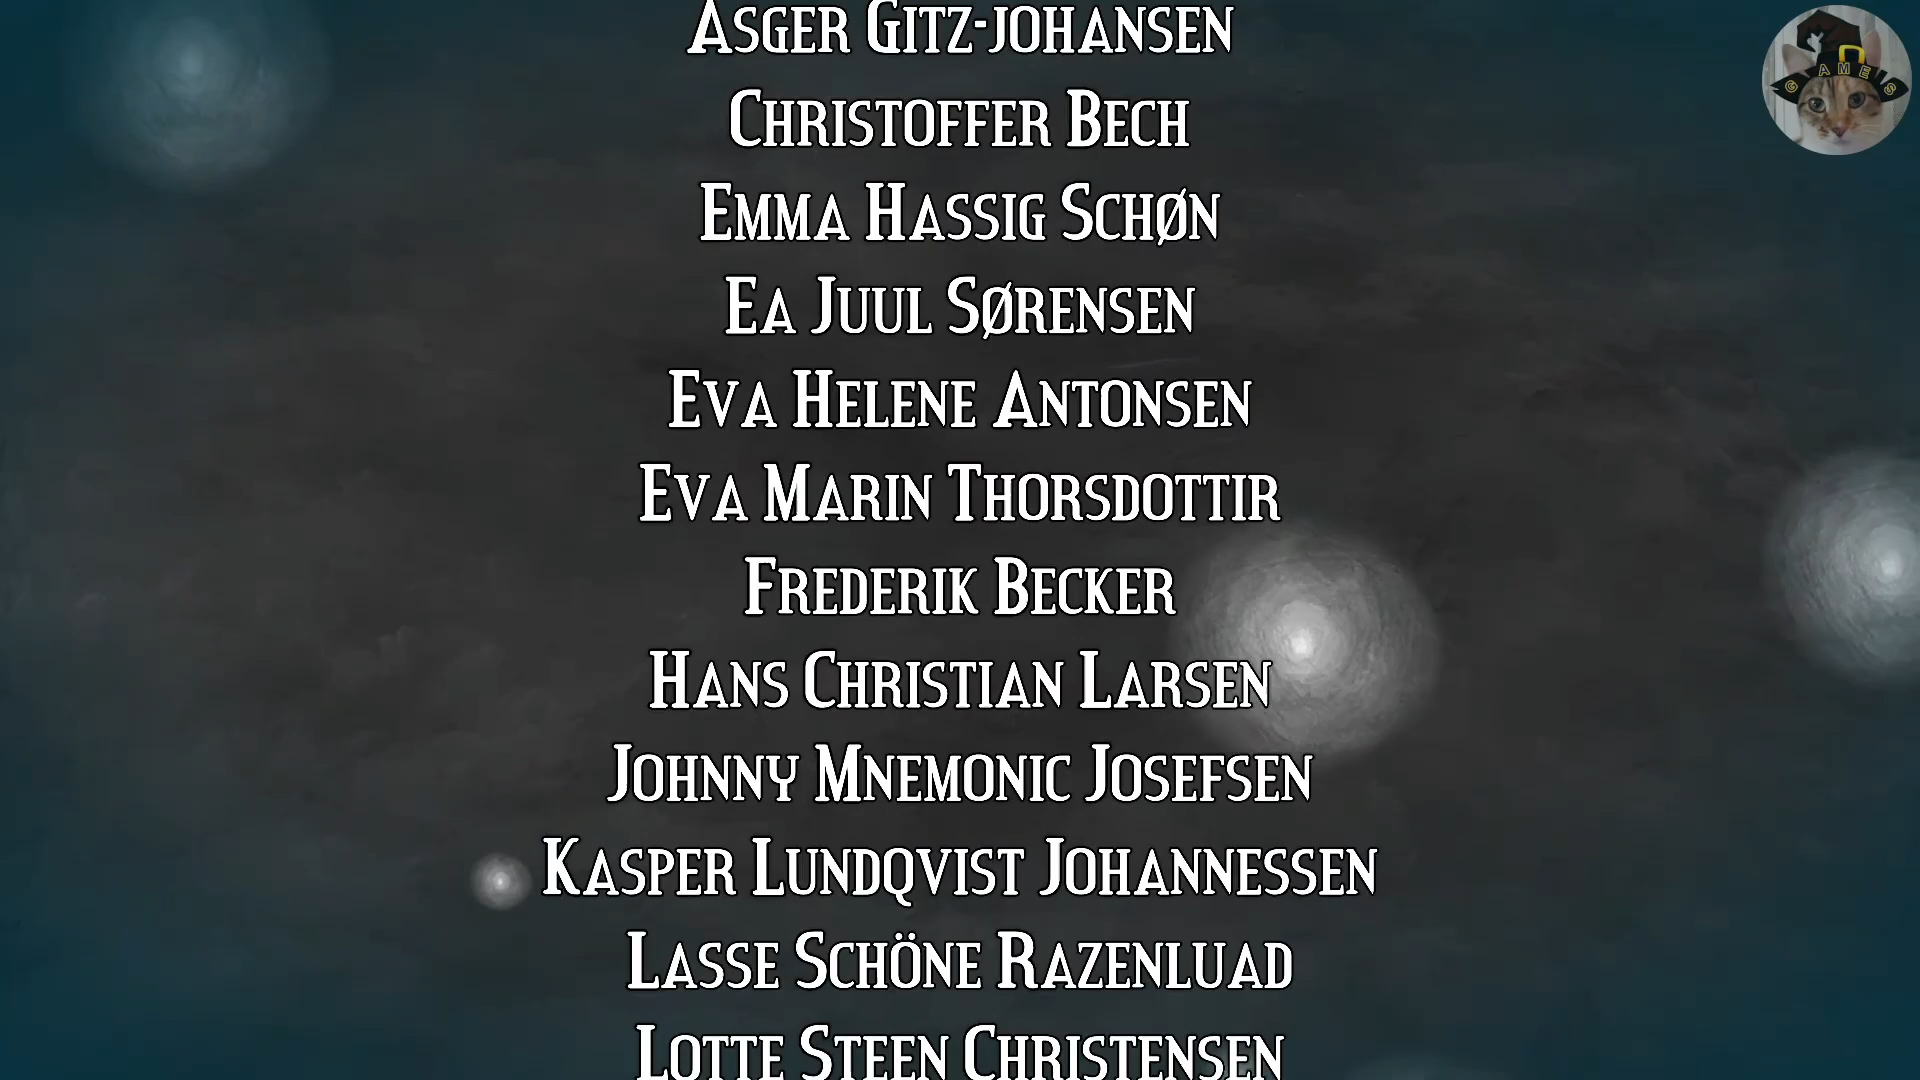 Asger Gitz-johansen
Christoffer Bech
Emma Hassig Schøn
Ea Juul Sørensen
Eva Helene Antonsen
Eva Marin Thorsdottir
Frederik Becker
Hans Christian Larsen
Johnny Mnemonic Josefsen
Kasper Lundqvist Johannessen
Lasse Schöne Razenluad
Lotte Steen Christensen
GAMES